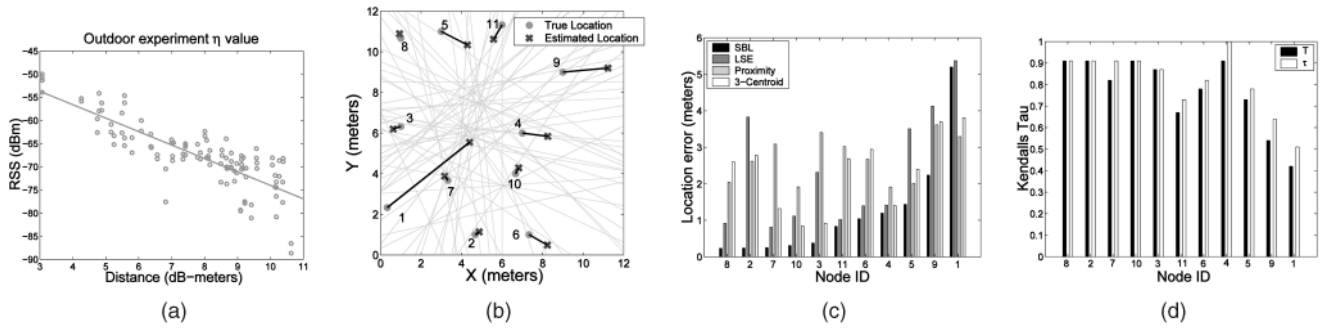 Outdoor experiment η value
-45
-50
-55
-60
-65
-70
-75
-80
-85
-90
RSS (dBm)
3 4 5 6 7 8 9 10 11
Distance (dB-meters)
(a)
12
10
8
6
4
2
0
Y (meters)
True Location
Estimated Location
5
11
8
9
3
4
10
7
1
2
6
0 2 4 6 8 10 12
X (meters)
(b)
6
5
4
3
2
1
0
Location error (meters)
SBL
LSE
Proximity
3-Centroid
8 2 7 10 3 11 6 4 5 9 1
Node ID
(c)
1
0.9
0.8
0.7
0.6
0.5
0.4
0.3
0.2
0.1
0
Kendalls Tau
T
τ
8 2 7 10 3 11 6 4 5 9 1
Node ID
(d)